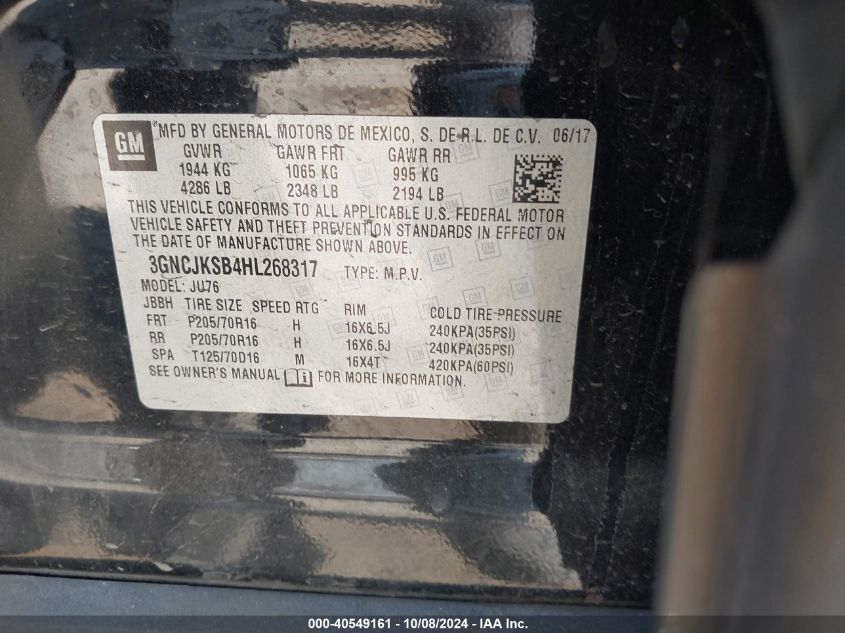 GM
®MFD BY GENERAL MOTORS DE MEXICO, S. DE R.L. DE C.V. 06/17
GVWR GAWR FRT GAWR RR
1944 KG 1065 KG 995 KG
4286 LB 2348 LB 2194 LB
THIS VEHICLE CONFORMS TO ALL APPLICABLE U.S. FEDERAL MOTOR
VEHICLE SAFETY AND THEFT PREVENTION STANDARDS IN EFFECT ON
THE DATE OF MANUFACTURE SHOWN ABOVE.
3GNCJKSB4HL268317 TYPE: M.P.V.
MODEL: JU76
JBBH TIRE SIZE SPEED RTG RIM COLD TIRE PRESSURE
FRT P205/70R16 H 16X6.5J 240KPA(35PSI)
RR P205/70R16 H 16X6.5J 240KPA(35PSI)
SPA T125/70D16 M 16X4T 420KPA(60PSI)
SEE OWNER'S MANUAL FOR MORE INFORMATION.
000-40549161 - 10/08/2024 - IAA Inc.